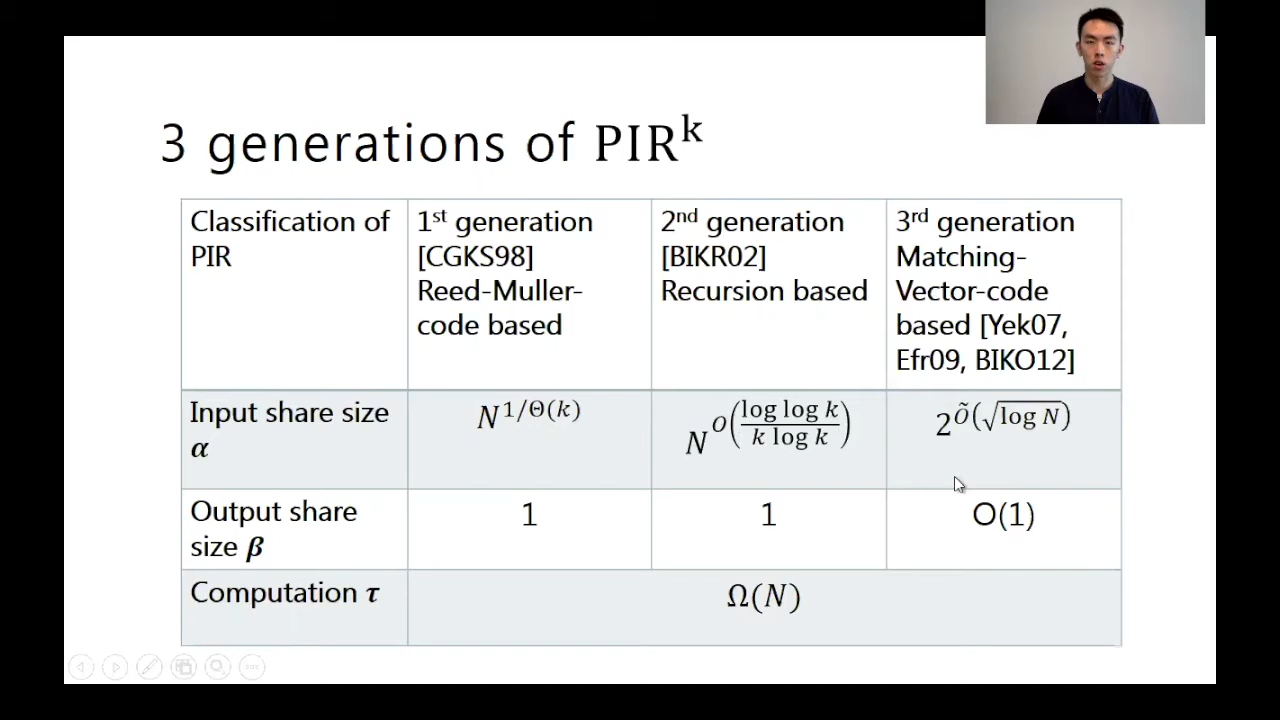 3 generations of PIR^k
Classification of PIR
1st generation
[CGKS98]
Reed-Muller-
code based
2nd generation
[BIKR02]
Recursion based
3rd generation
Matching-
Vector-code
based [Yek07,
Efr09, BIKO12]
Input share size
α
N^{1/Θ(k)}
N^{O(\frac{log log k}{k log k})}
2^{Õ(√log N)}
Output share
size β
1
1
O(1)
Computation τ
Ω(N)